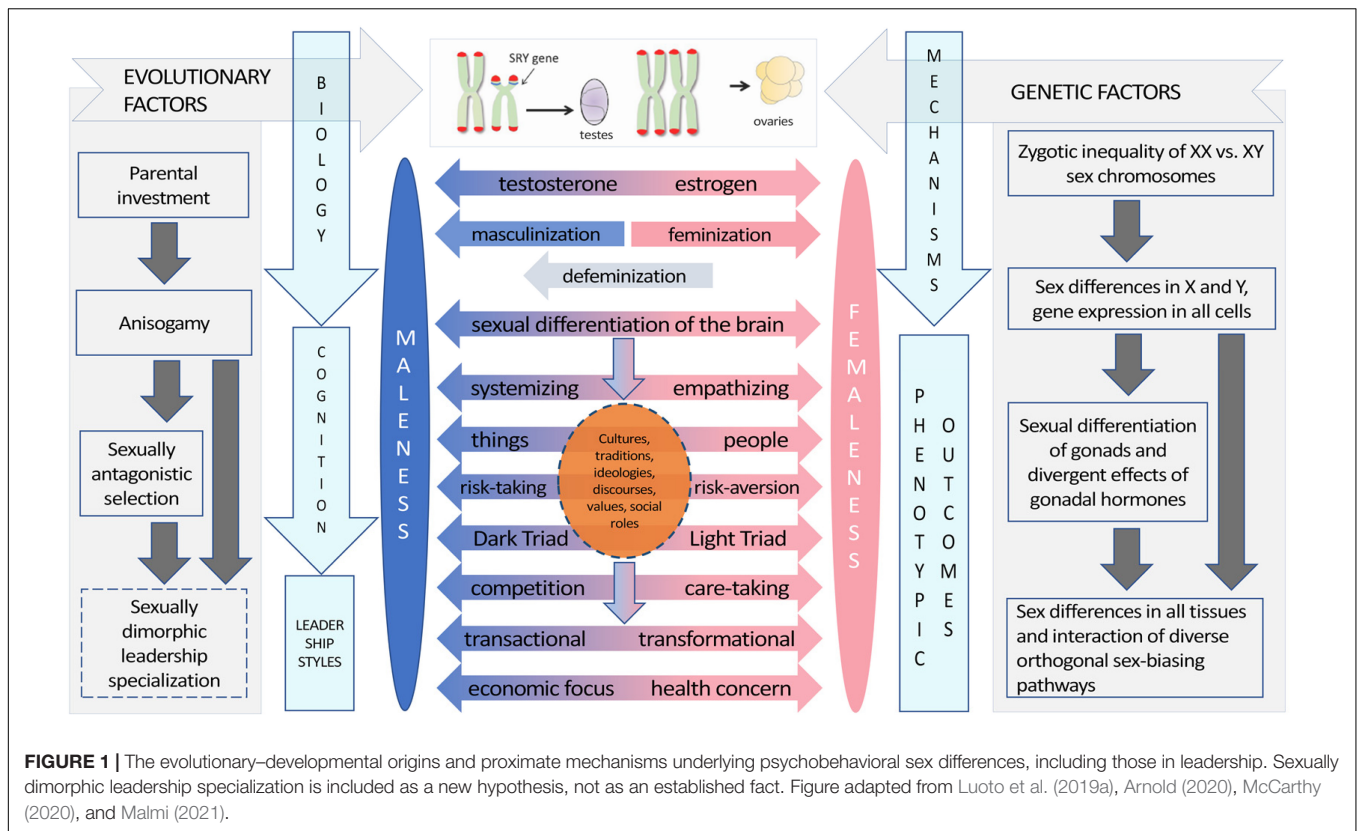 EVOLUTIONARY
FACTORS
Parental
investment
Anisogamy
Sexually
antagonistic
selection
Sexually
dimorphic
leadership
specialization
BIOLOGY
COGNITION
LEADER
SHIP
STYLES
MALENESS
SRY gene
testes
ovaries
testosterone estrogen
masculinization feminization
defeminization
sexual differentiation of the brain
systemizing empathizing
things people
risk-taking risk-aversion
Dark Triad Light Triad
Cultures,
traditions,
ideologies,
discourses,
values, social
roles
competition care-taking
transactional transformational
economic focus health concern
FEMALENESS
MECHANISMS
PHENOTYPIC
OUTCOMES
GENETIC FACTORS
Zygotic inequality of XX vs. XY
sex chromosomes
Sex differences in X and Y,
gene expression in all cells
Sexual differentiation
of gonads and
divergent effects of
gonadal hormones
Sex differences in all tissues
and interaction of diverse
orthogonal sex-biasing
pathways
FIGURE 1 | The evolutionary–developmental origins and proximate mechanisms underlying psychobehavioral sex differences, including those in leadership. Sexually
dimorphic leadership specialization is included as a new hypothesis, not as an established fact. Figure adapted from Luoto et al. (2019a), Arnold (2020), McCarthy
(2020), and Malmi (2021).